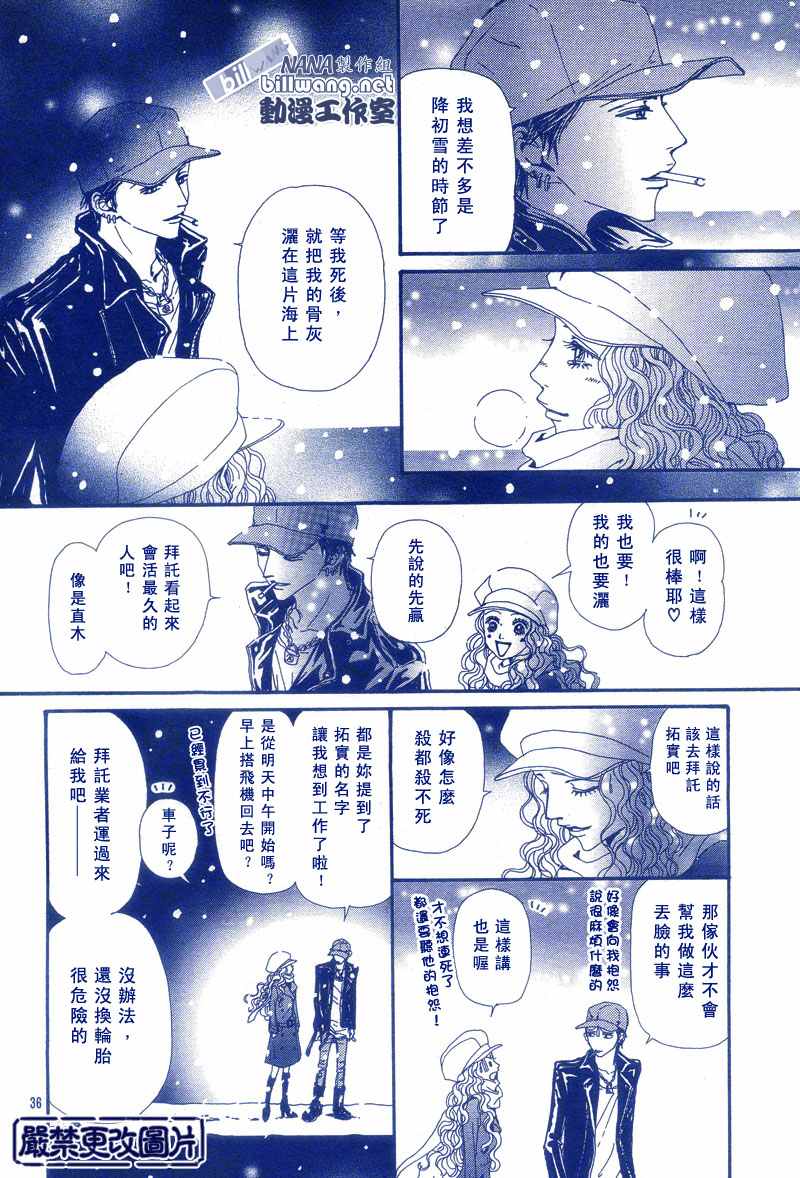 bill
NANA製作組
billwang.net
動漫工作室
我想差不多是
降初雪的時節了
等我死後，
就把我的骨灰
灑在這片海上
啊！這樣
很棒耶♡
我也要！
我的也要灑
先說的先贏
拜託看起來
會活最久的
人吧！
像是直木
這樣說的話
該去拜託
拓實吧
好像怎麼
殺都殺不死
那傢伙才不會
幫我做這麼
丟臉的事
好像會向我抱怨
說很麻煩什麼的
這樣講
也是喔
才不想連死了
都還要聽他的抱怨！
都是妳提到了
拓實的名字
讓我想到工作了啦！
是從明天中午開始嗎？
早上搭飛機回去吧？
已經見到不行了
車子呢？
拜託業者運過來
給我吧——
沒辦法，
還沒換輪胎
很危險的
36
嚴禁更改圖片